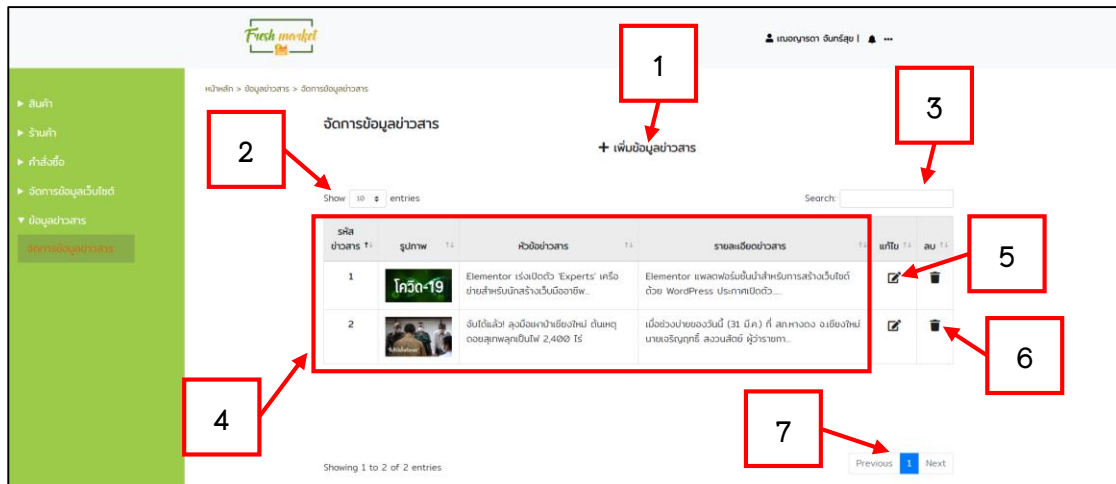 Fresh market
เณอญารดา จันทร์สุข | ...
1
หน้าหลัก > ข้อมูลข่าวสาร > จัดการข้อมูลข่าวสาร
► สินค้า
► ร้านค้า
► คำสั่งซื้อ
► จัดการข้อมูลเว็บไซต์
▼ ข้อมูลข่าวสาร
จัดการข้อมูลข่าวสาร
จัดการข้อมูลข่าวสาร
3
2
+ เพิ่มข้อมูลข่าวสาร
Show 10 entries
Search:
รหัส
ข่าวสาร รูปภาพ หัวข้อข่าวสาร รายละเอียดข่าวสาร แก้ไข ลบ
5
1 โควิด-19 Elementor เร่งเปิดตัว 'Experts' เครือ Elementor แพลตฟอร์มชั้นนำสำหรับการสร้างเว็บไซต์
ข่ายสำหรับนักสร้างเว็บมืออาชีพ... ด้วย WordPress ประกาศเปิดตัว.....
2 จับได้แล้ว! ลุงมือเผาป่าเชียงใหม่ ต้นเหตุ เมื่อช่วงบ่ายของวันนี้ (31 มี.ค.) ที่ สภ.หางดง จ.เชียงใหม่
ดอยสุเทพลุกเป็นไฟ 2,400 ไร่ นายเจริญฤทธิ์ สงวนสัตย์ ผู้ว่าราชกา...
6
4
7
Showing 1 to 2 of 2 entries
Previous 1 Next